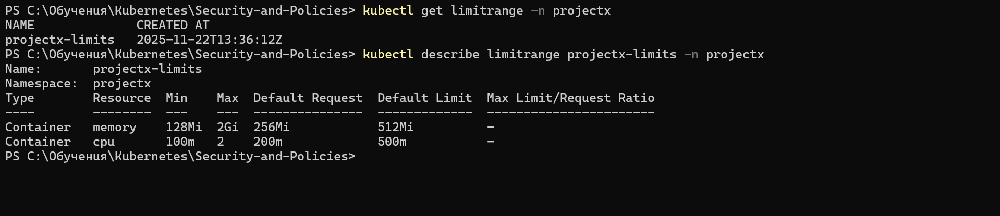 PS C:\Обучения\Kubernetes\Security-and-Policies> kubectl get limitrange -n projectx
NAME              CREATED AT
projectx-limits   2025-11-22T13:36:12Z
PS C:\Обучения\Kubernetes\Security-and-Policies> kubectl describe limitrange projectx-limits -n projectx
Name:       projectx-limits
Namespace:  projectx
Type        Resource  Min    Max  Default Request  Default Limit  Max Limit/Request Ratio
----        --------  ---    ---  ---------------  -------------  -----------------------
Container   memory    128Mi  2Gi  256Mi            512Mi          -
Container   cpu       100m   2    200m             500m           -
PS C:\Обучения\Kubernetes\Security-and-Policies>